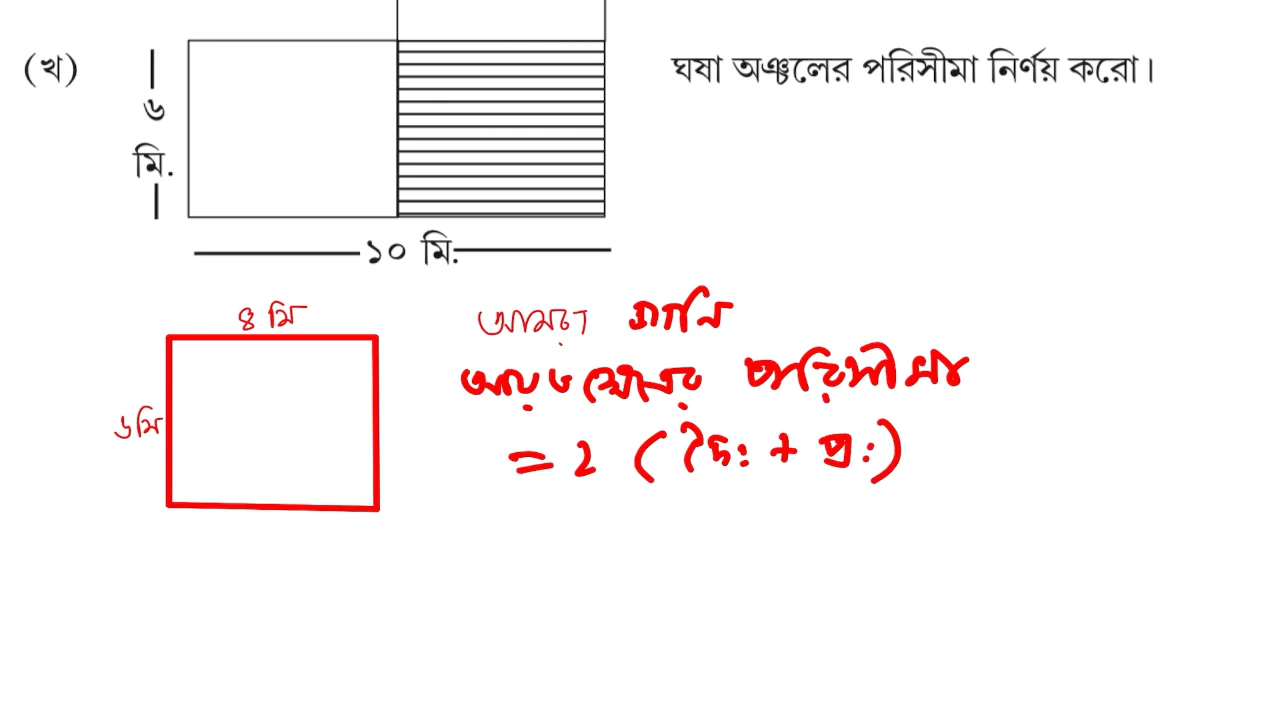 (খ)
৬
মি.
১০ মি.
ঘষা অঞ্চলের পরিসীমা নির্ণয় করো।
৪ মি
৬মি
আমরা জানি
আয়তক্ষেত্রের পরিসীমা
= 2 (দৈঃ + প্রঃ)